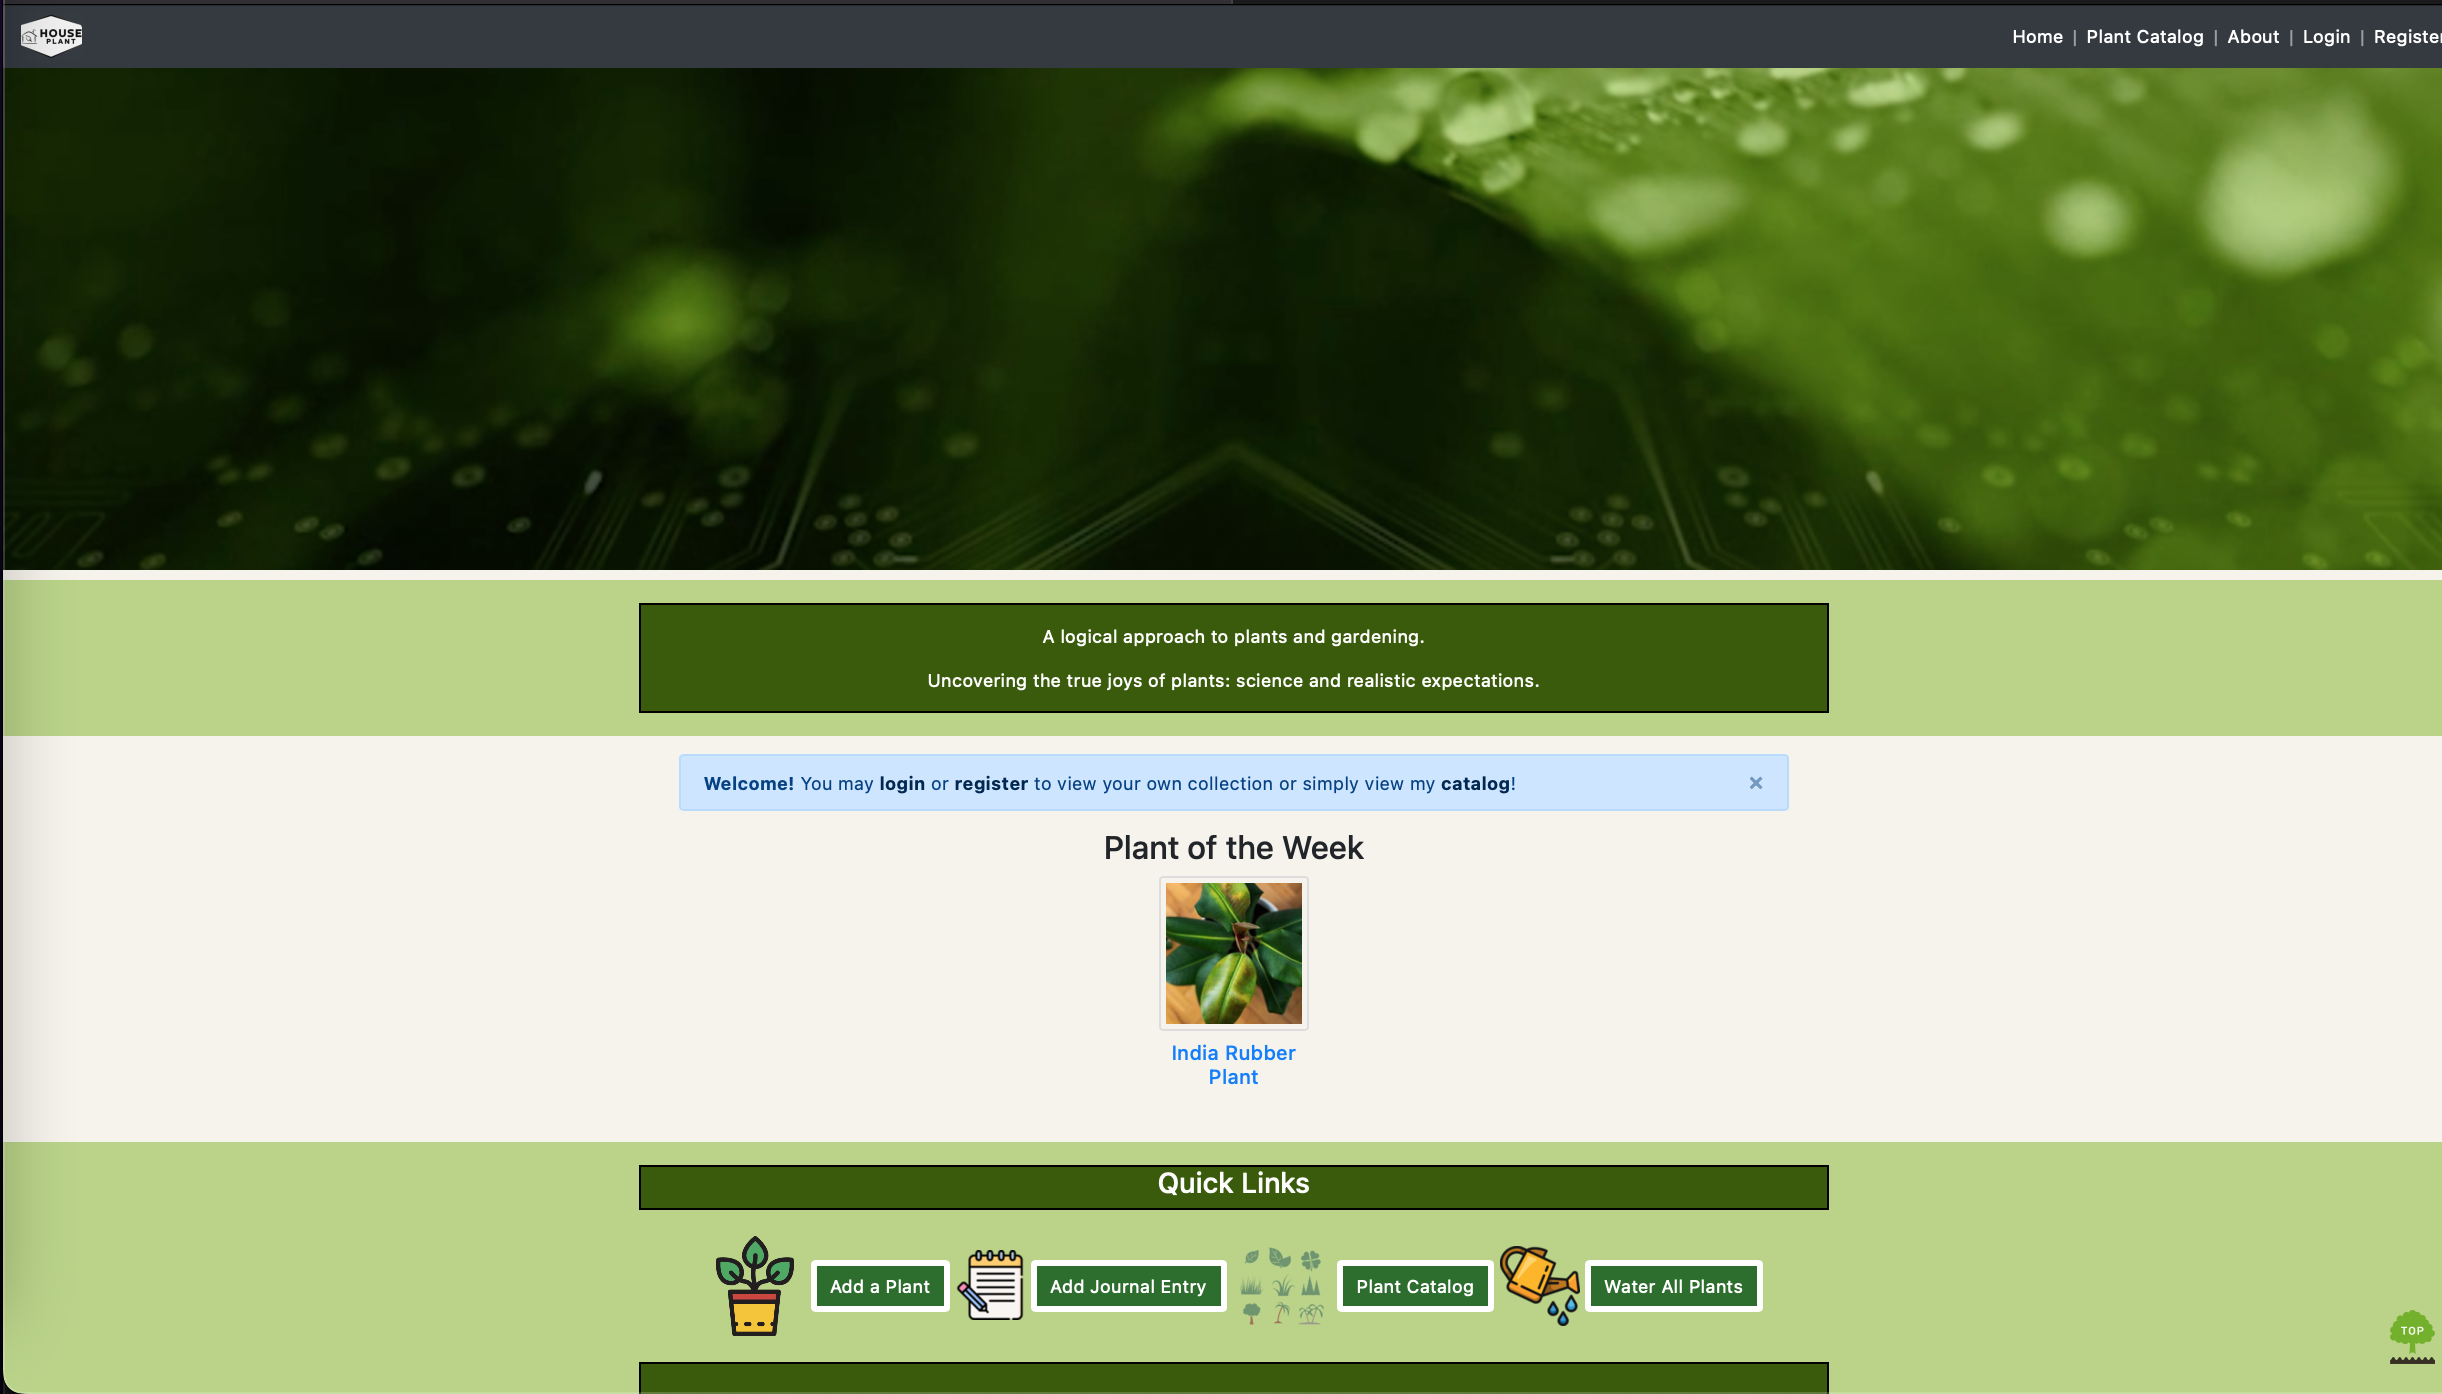 HOUSE
PLANT
Home | Plant Catalog | About | Login | Register
A logical approach to plants and gardening.
Uncovering the true joys of plants: science and realistic expectations.
Welcome! You may login or register to view your own collection or simply view my catalog!
×
Plant of the Week
India Rubber
Plant
Quick Links
Add a Plant
Add Journal Entry
Plant Catalog
Water All Plants
TOP